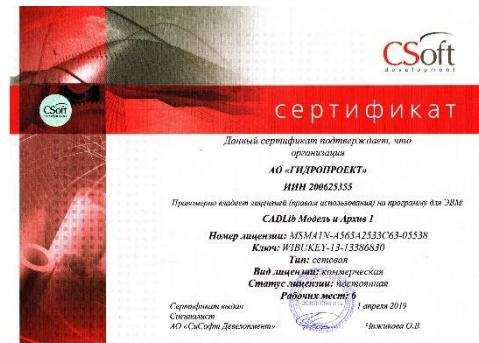 CSoft
development
CSoft
сертификат
Данный сертификат подтверждает, что
организация
АО «ГИДРОПРОЕКТ»
ИИН 200625355
Правомерно владеет лицензией (правом использования) на программу для ЭВМ:
CADLib Модель и Архив 1
Номер лицензии: MSMA1N-A565A2533C63-05538
Ключ: WIBUKEY-13-13386830
Тип: сетевая
Вид лицензии: коммерческая
Статус лицензии: постоянная
Рабочих мест: 6
Сертификат выдан 1 апреля 2019
Специалист
АО «СиСофт Девелопмент» Чижикова О.В.